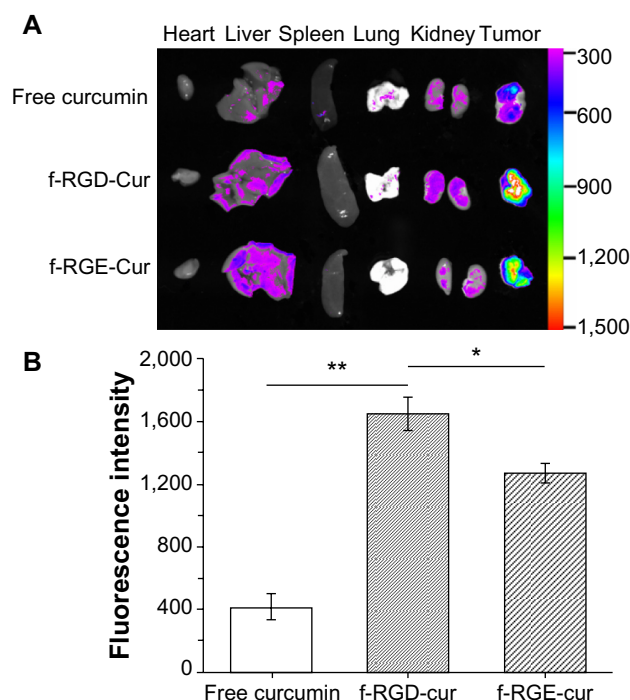 A
Heart Liver Spleen Lung Kidney Tumor
Free curcumin
f-RGD-Cur
f-RGE-Cur
300
600
900
1,200
1,500
B
Fluorescence intensity
2,000
1,600
1,200
800
400
0
**
*
Free curcumin f-RGD-cur f-RGE-cur